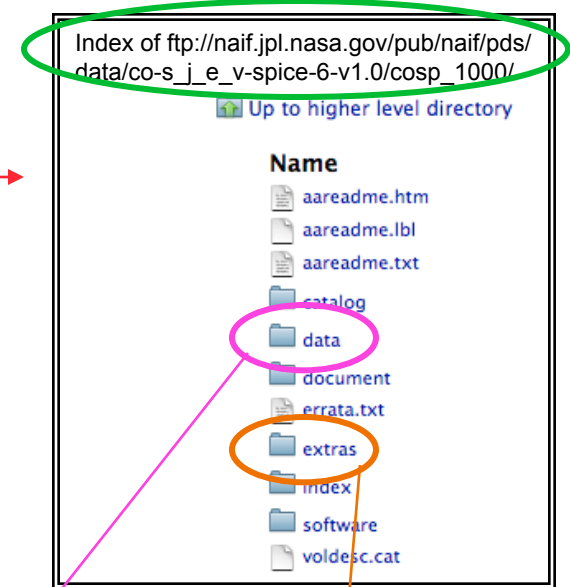 Index of ftp://naif.jpl.nasa.gov/pub/naif/pds/
data/co-s_j_e_v-spice-6-v1.0/cosp_1000/
Up to higher level directory
Name
aareadme.htm
aareadme.lbl
aareadme.txt
catalog
data
document
errata.txt
extras
index
software
voldesc.cat